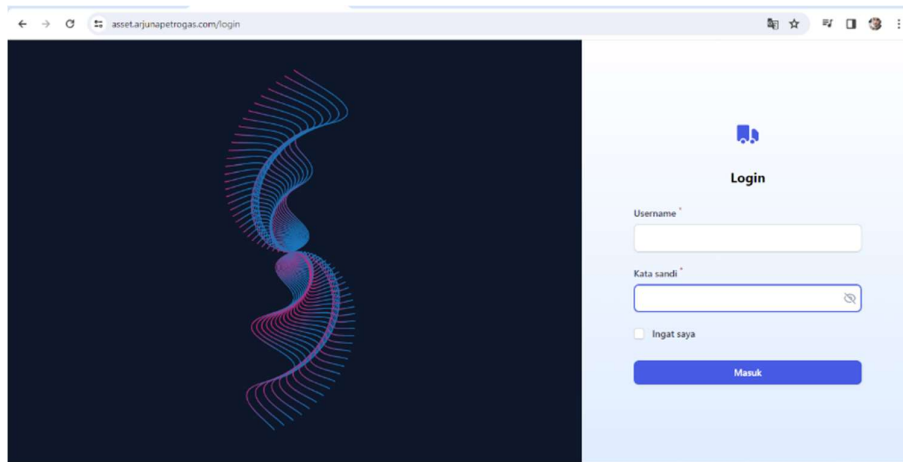 asset.arjunapetrogas.com/login
Login
Username *
Kata sandi *
Ingat saya
Masuk